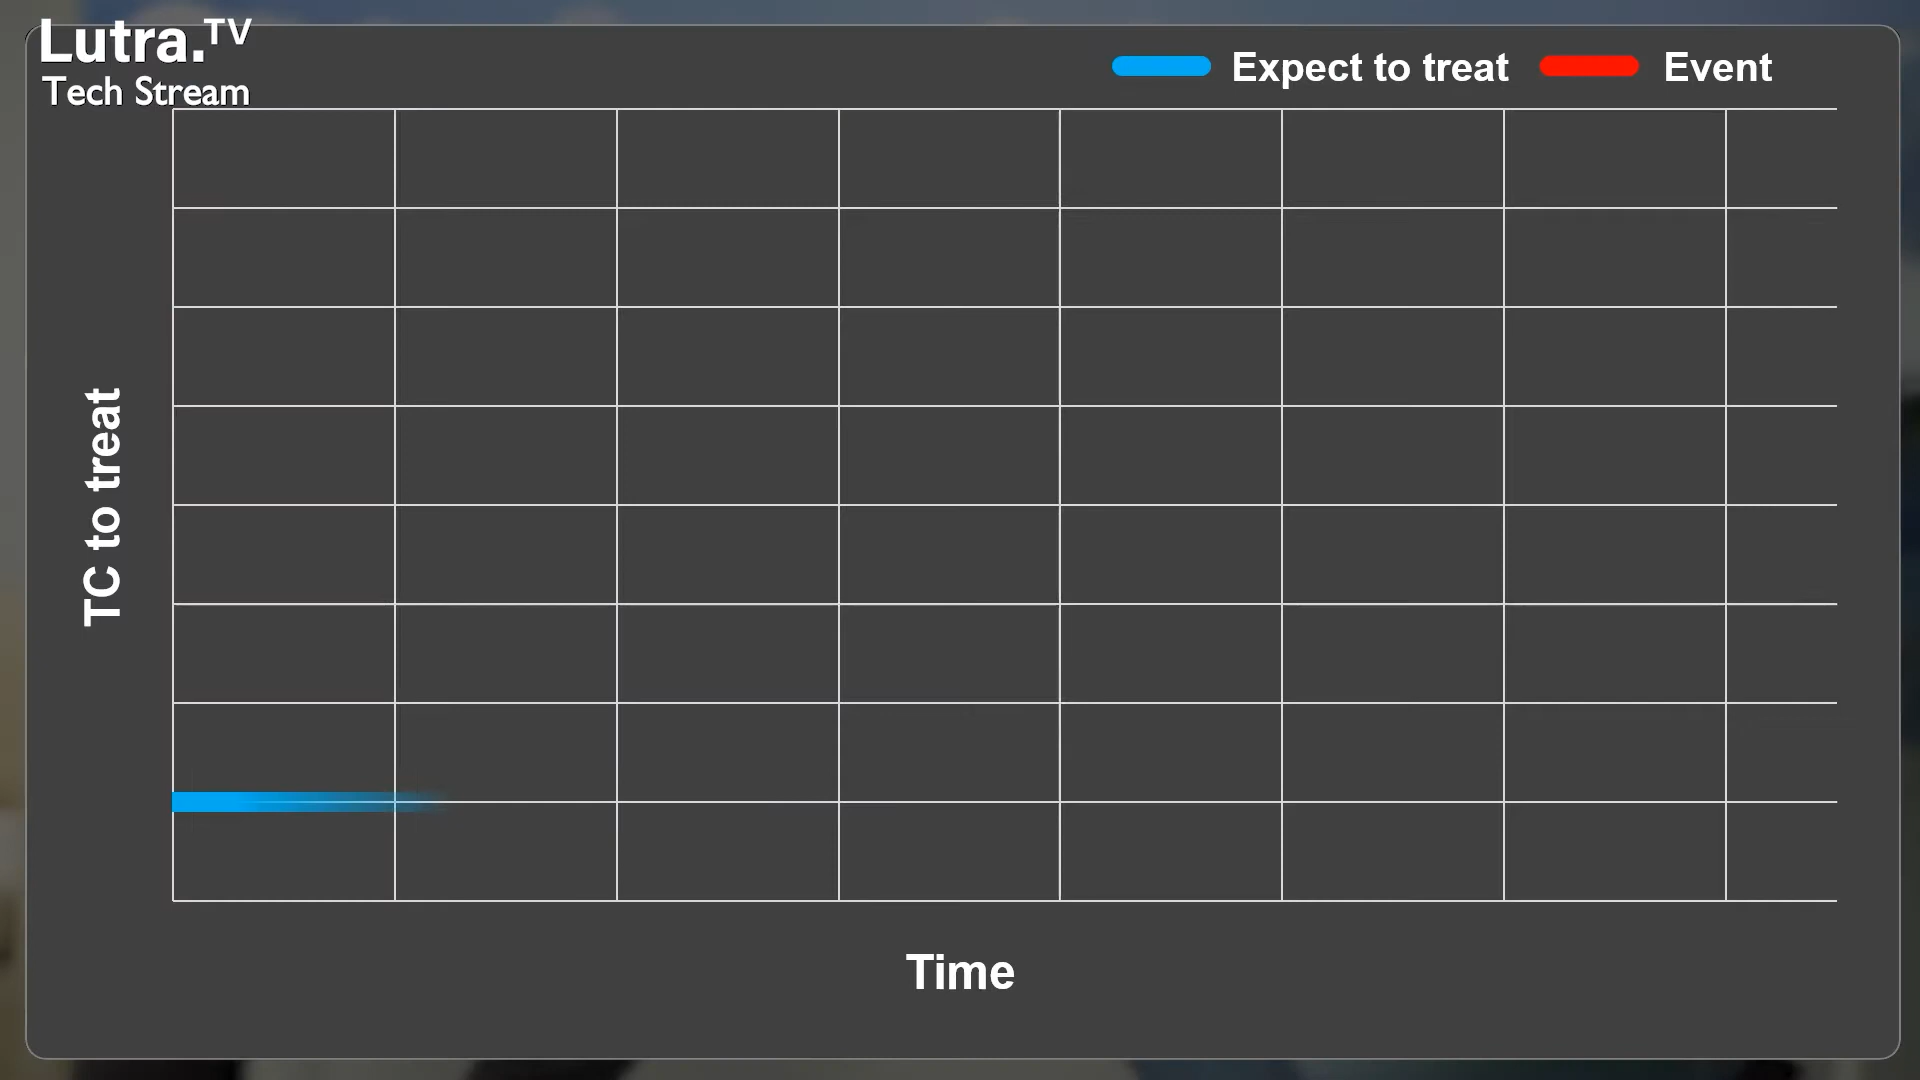 Lutra.TV
Tech Stream
Expect to treat
Event
TC to treat
Time